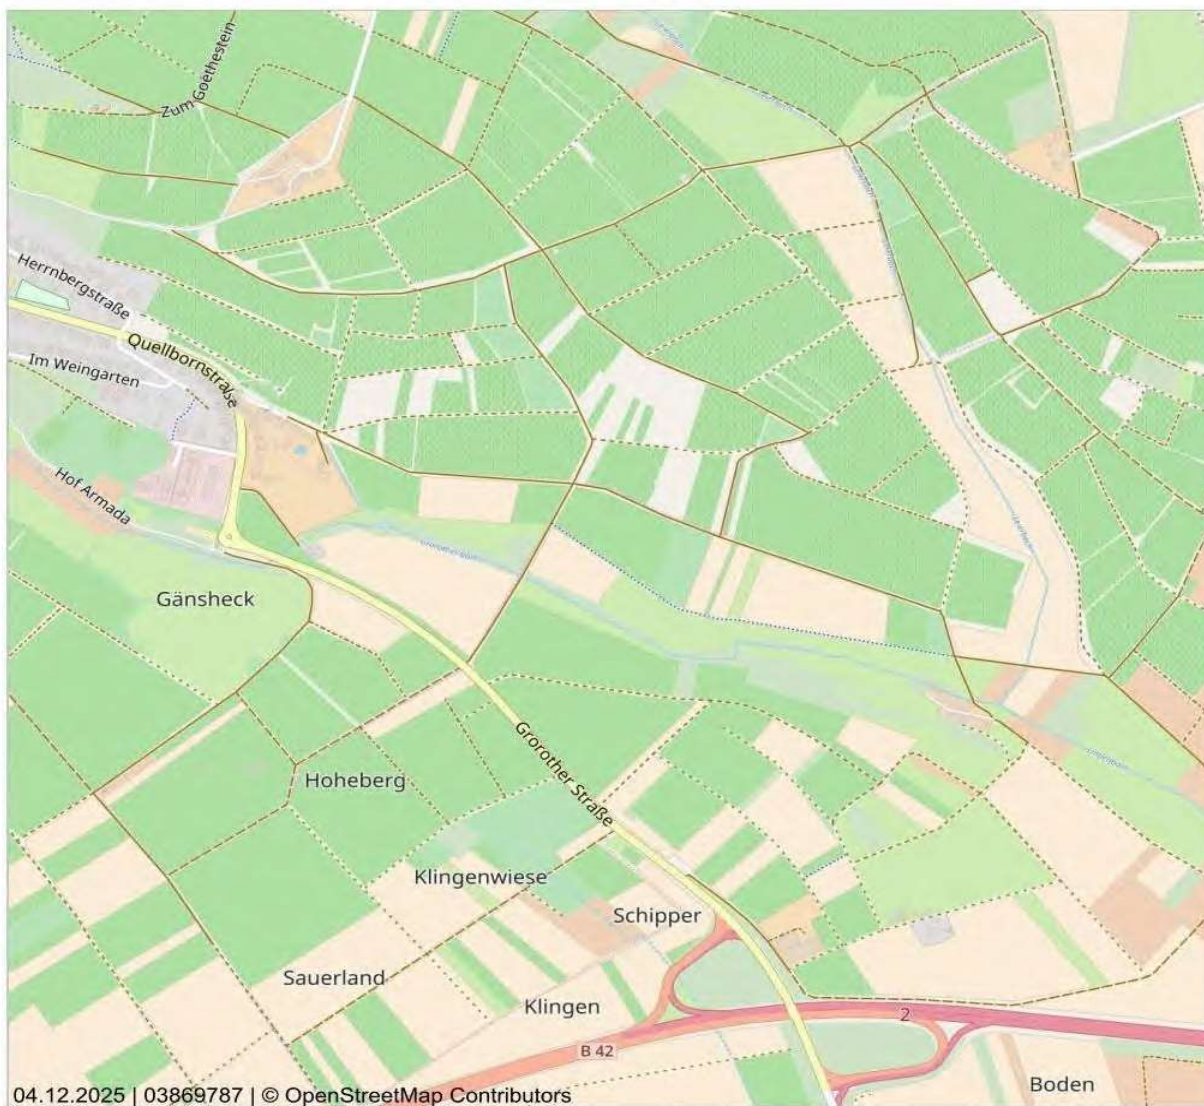 Zum Goethestein
Herrnbergstraße
Quellbornstraße
Im Weingarten
Hof Armada
Gänsheck
Hoheberg
Grorother Straße
Klingenwiese
Schipper
Sauerland
Klingen
2
B 42
Boden
04.12.2025 | 03869787 | © OpenStreetMap Contributors